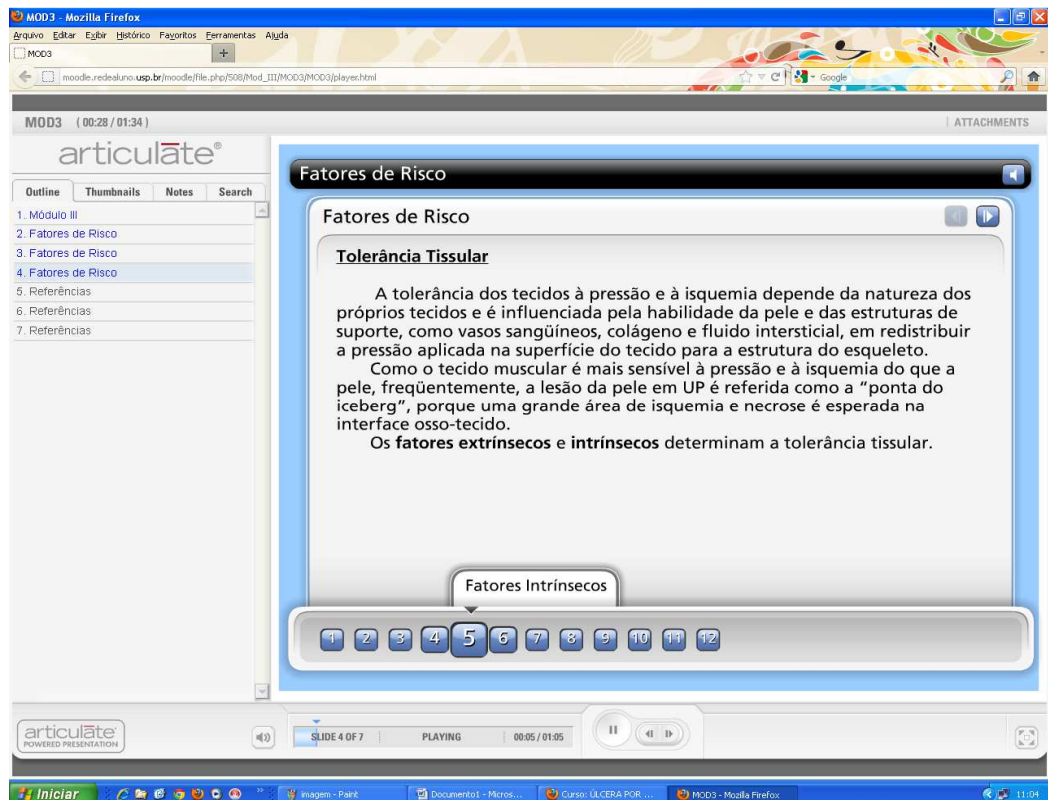 MOD3 - Mozilla Firefox
Arquivo Editar Exibir Histórico Favoritos Ferramentas Ajuda
MOD3
moodle.redealuno.usp.br/moodle/file.php/508/Mod_III/MOD3/MOD3/player.html
Google
MOD3 ( 00:28 / 01:34 )
ATTACHMENTS
articulate®
Outline Thumbnails Notes Search
1. Módulo III
2. Fatores de Risco
3. Fatores de Risco
4. Fatores de Risco
5. Referências
6. Referências
7. Referências
Fatores de Risco
Fatores de Risco
Tolerância Tissular
A tolerância dos tecidos à pressão e à isquemia depende da natureza dos
próprios tecidos e é influenciada pela habilidade da pele e das estruturas de
suporte, como vasos sangüíneos, colágeno e fluido intersticial, em redistribuir
a pressão aplicada na superfície do tecido para a estrutura do esqueleto.
Como o tecido muscular é mais sensível à pressão e à isquemia do que a
pele, freqüentemente, a lesão da pele em UP é referida como a “ponta do
iceberg”, porque uma grande área de isquemia e necrose é esperada na
interface osso-tecido.
Os fatores extrínsecos e intrínsecos determinam a tolerância tissular.
Fatores Intrínsecos
1 2 3 4 5 6 7 8 9 10 11 12
articulate
POWERED PRESENTATION
SLIDE 4 OF 7 PLAYING 00:05 / 01:05
Iniciar
imagem - Paint
Documento1 - Micros...
Curso: ÚLCERA POR ...
MOD3 - Mozilla Firefox
11:04